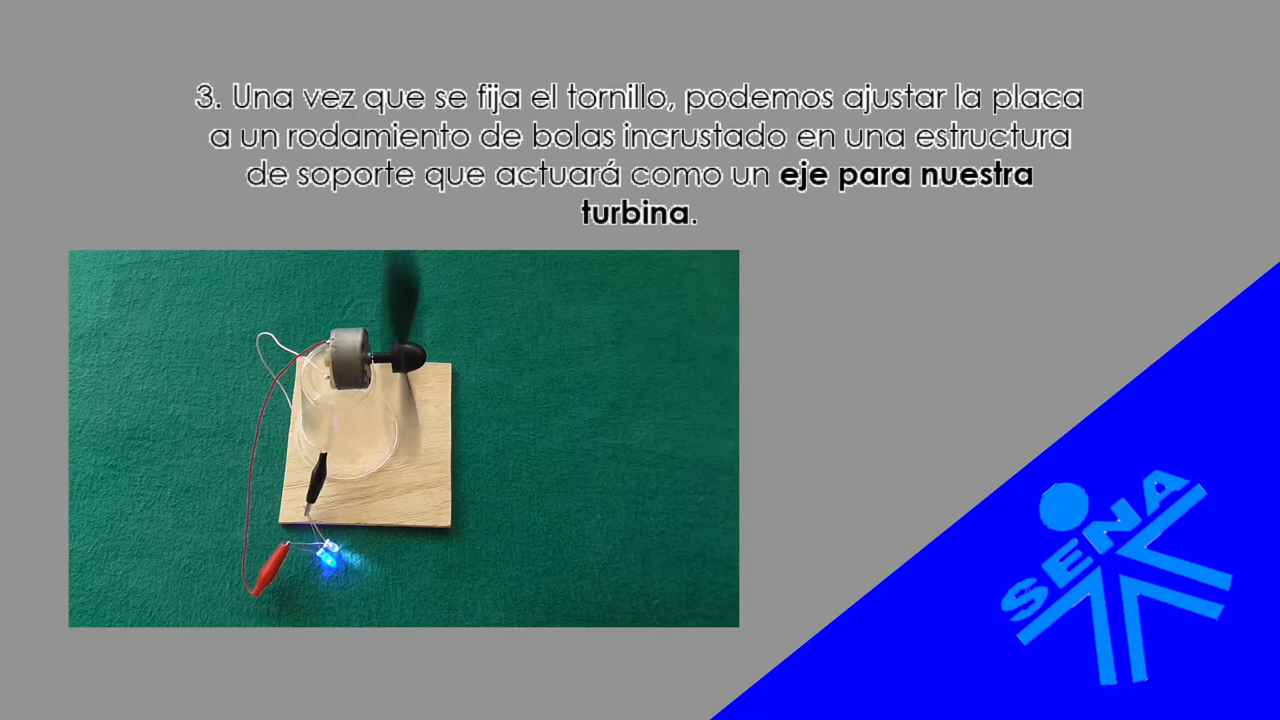 3. Una vez que se fija el tornillo, podemos ajustar la placa
a un rodamiento de bolas incrustado en una estructura
de soporte que actuará como un eje para nuestra
turbina.
SENA